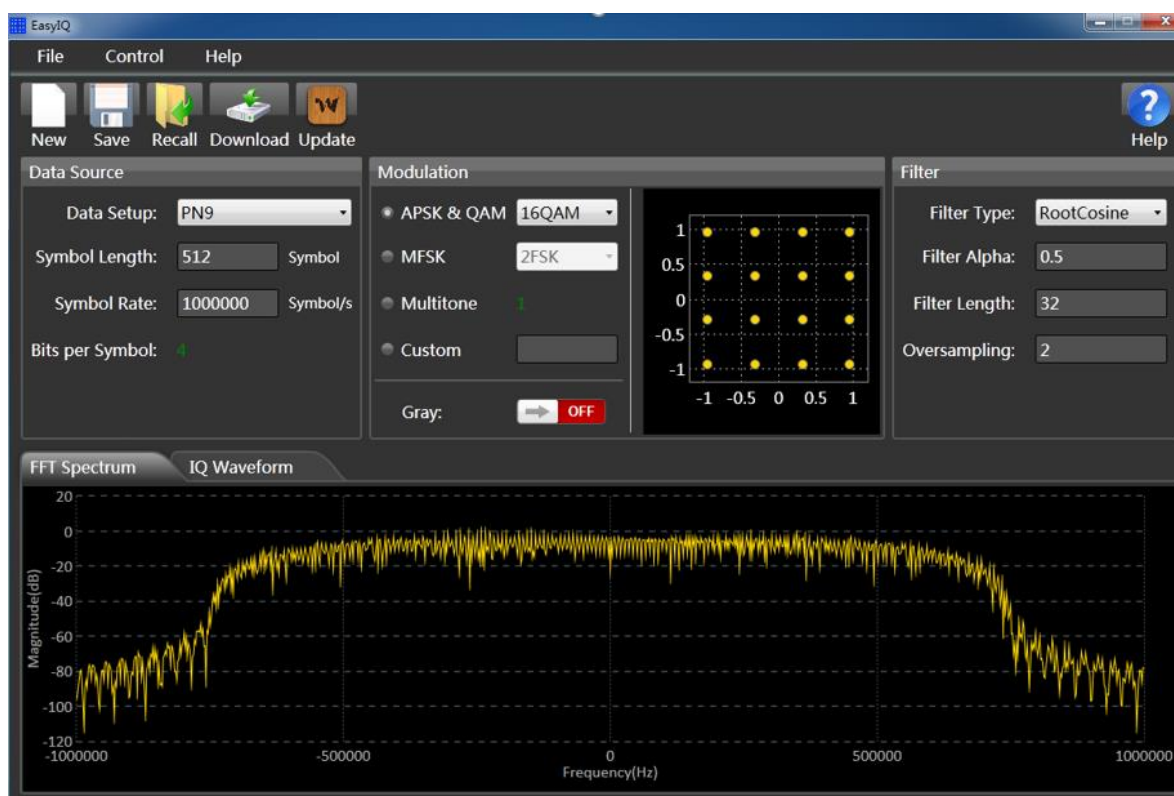 EasyIQ
File Control Help
New Save Recall Download Update Help
Data Source
Data Setup: PN9
Symbol Length: 512 Symbol
Symbol Rate: 1000000 Symbol/s
Bits per Symbol: 4
Modulation
APSK & QAM 16QAM
MFSK 2FSK
Multitone 1
Custom
Gray: OFF
1
0.5
0
-0.5
-1
-1 -0.5 0 0.5 1
Filter
Filter Type: RootCosine
Filter Alpha: 0.5
Filter Length: 32
Oversampling: 2
FFT Spectrum IQ Waveform
Magnitude(dB)
20
0
-20
-40
-60
-80
-100
-120
-1000000 -500000 0 500000 1000000
Frequency(Hz)